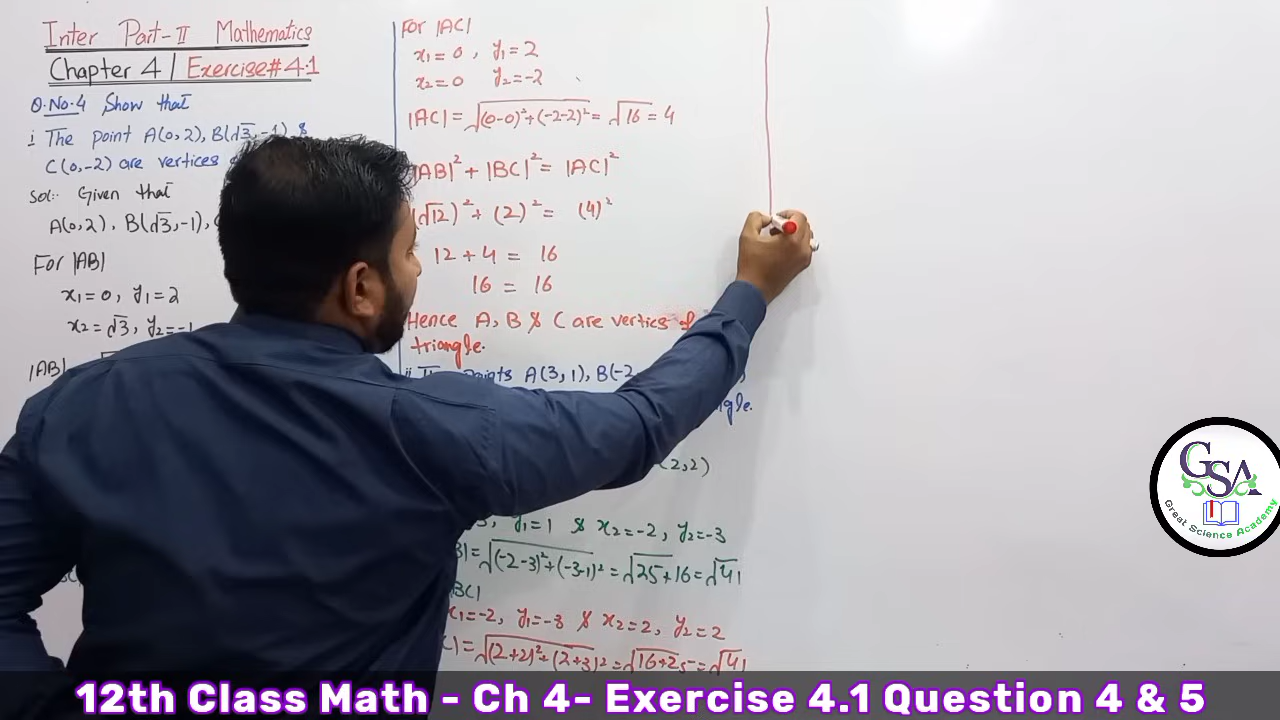 Inter Part-II Mathematics
Chapter 4 | Exercise#4.1
Q.No.4 Show that
i The point A(0,2), B(√3,-1) &
C(0,-2) are vertices
Sol:- Given that
A(0,2), B(√3,-1),
For |AB|
x₁=0, y₁=2
x₂=√3, y₂=-1
|AB|
For |AC|
x₁=0, y₁=2
x₂=0 y₂=-2
|AC|=√(0-0)²+(-2-2)²=√16=4
|AB|²+|BC|²=|AC|²
(√12)²+(2)²=(4)²
12+4=16
16=16
Hence A, B & C are vertics of
triangle.
ii The points A(3,1), B(-2
(2,2)
y₁=1 & x₂=-2, y₂=-3
=√(-2-3)²+(-3-1)²=√25+16=√41
BC|
x₁=-2, y₁=-3 & x₂=2, y₂=2
C|=√(2+2)²+(2+3)²=√16+25=√41
GSA
Great Science Academy
12th Class Math - Ch 4- Exercise 4.1 Question 4 & 5